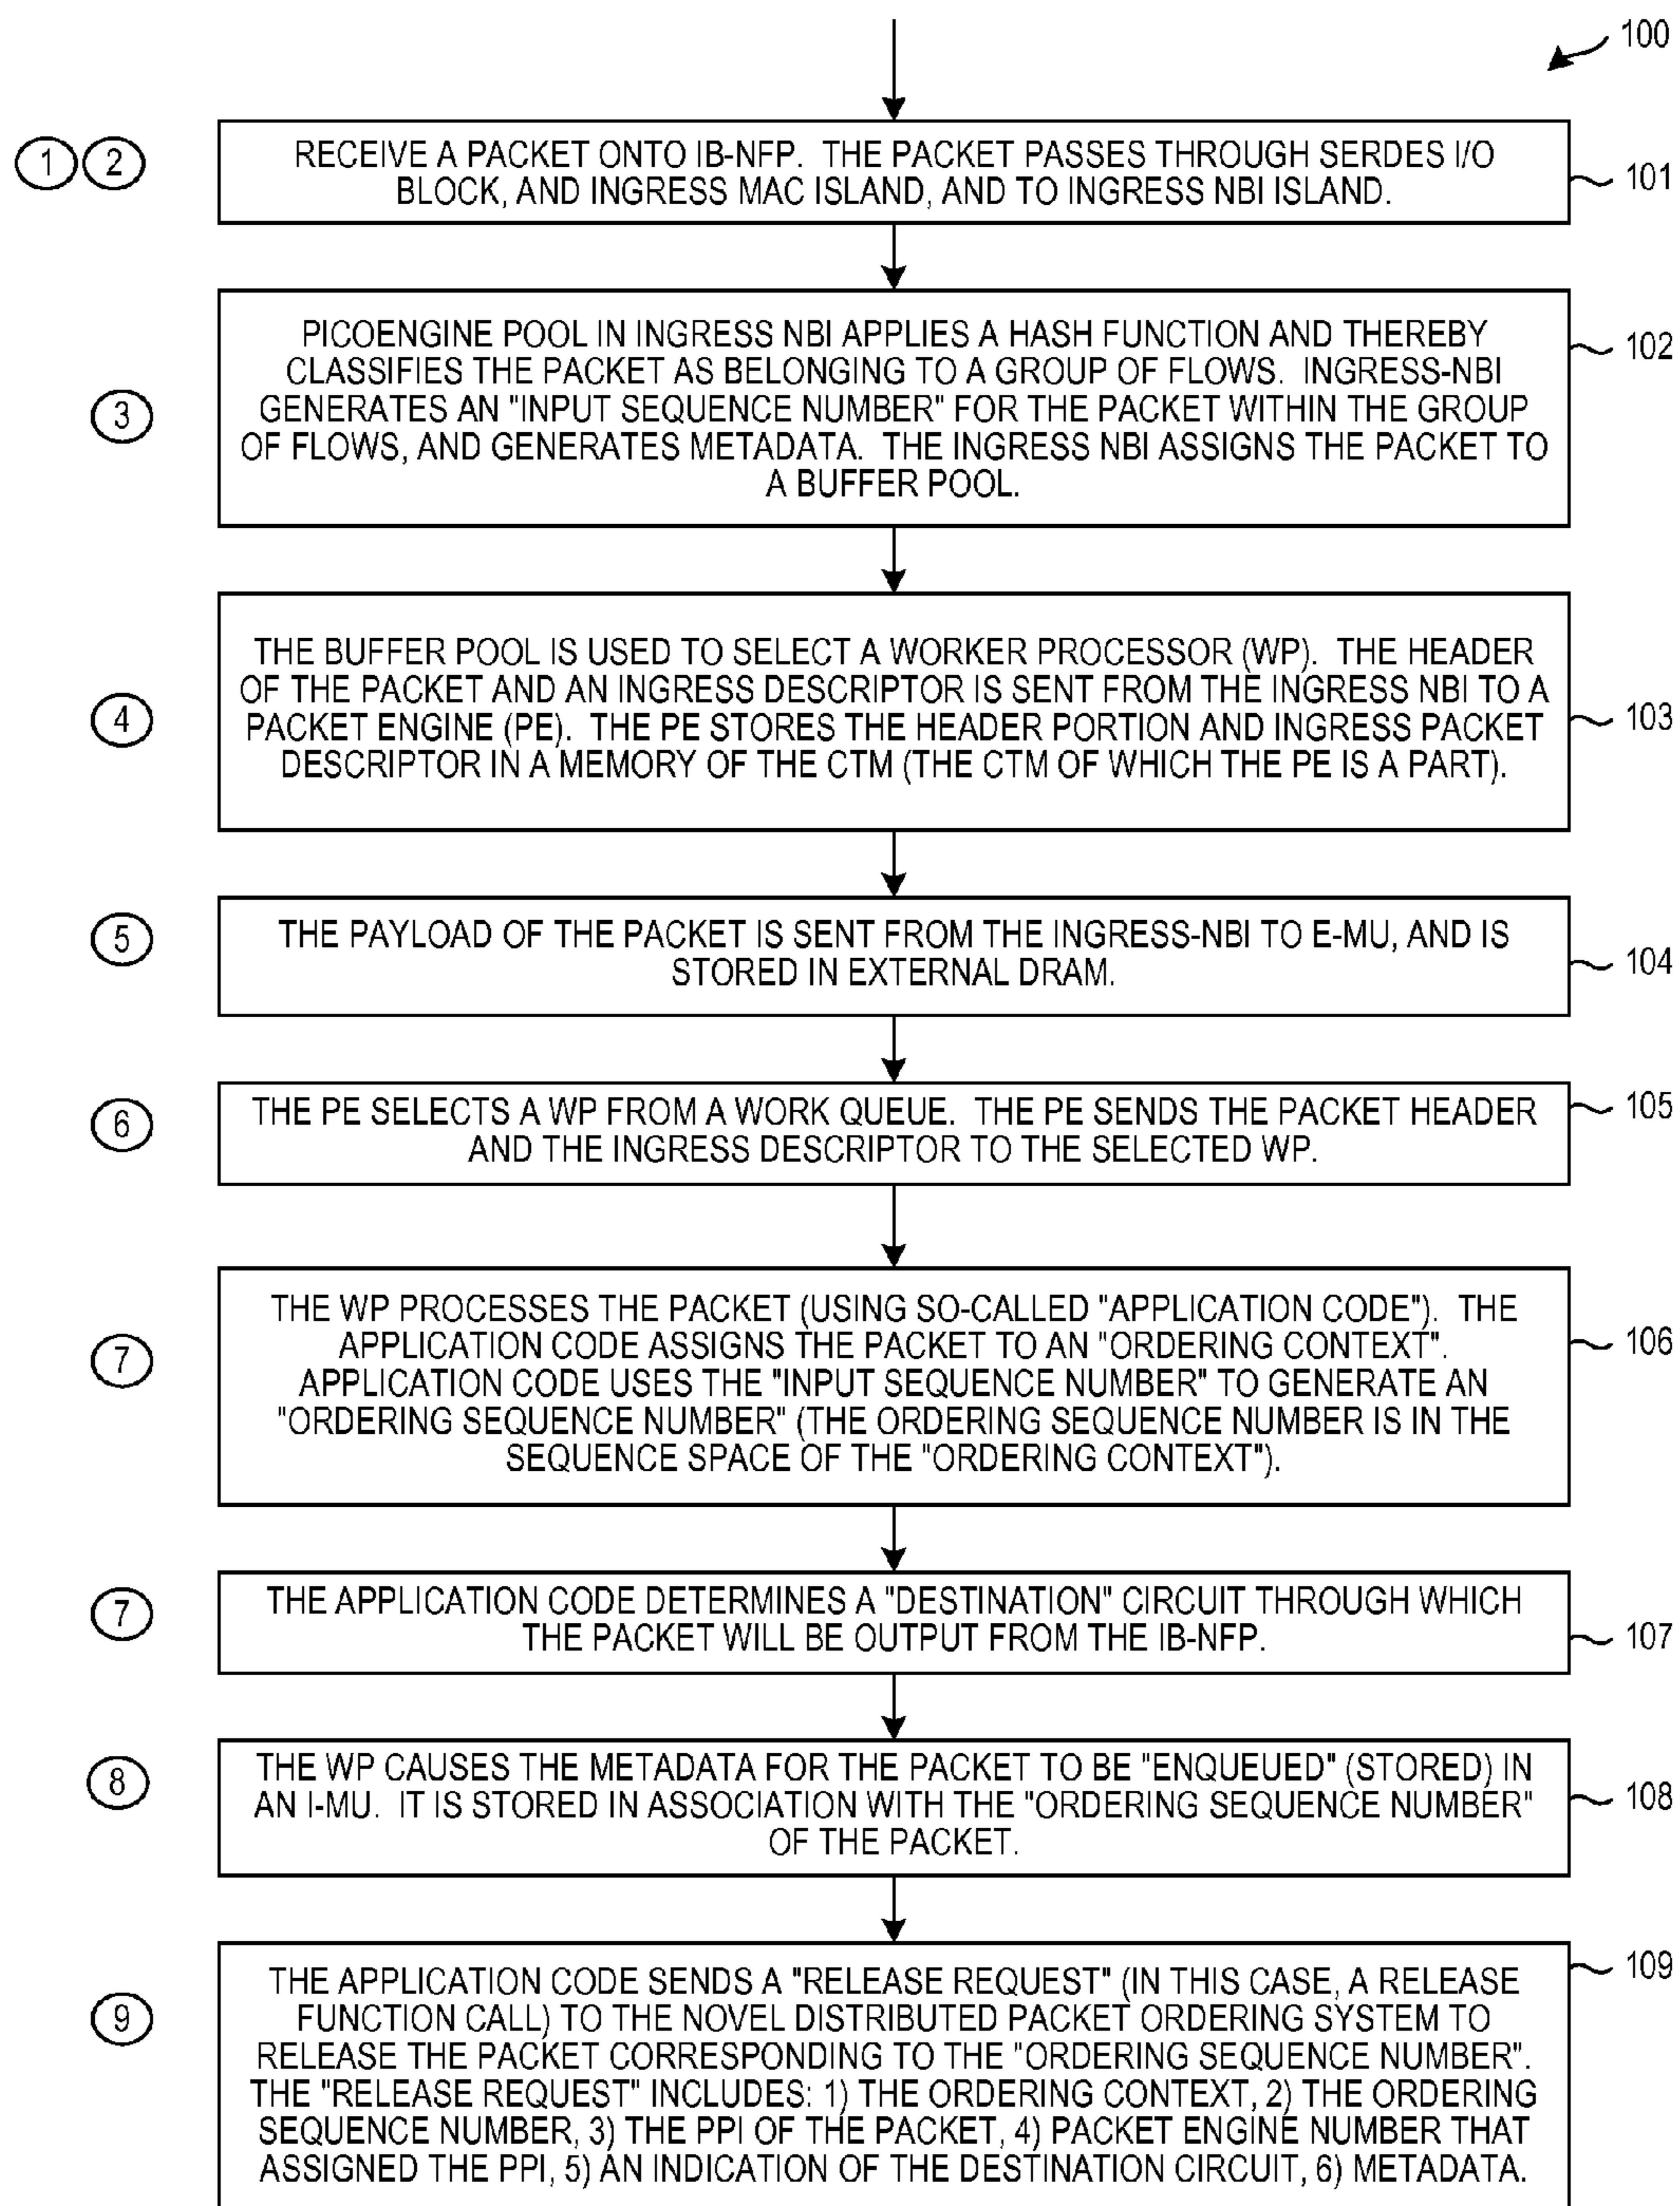 100
1 2
RECEIVE A PACKET ONTO IB-NFP. THE PACKET PASSES THROUGH SERDES I/O
BLOCK, AND INGRESS MAC ISLAND, AND TO INGRESS NBI ISLAND.
101
3
PICOENGINE POOL IN INGRESS NBI APPLIES A HASH FUNCTION AND THEREBY
CLASSIFIES THE PACKET AS BELONGING TO A GROUP OF FLOWS. INGRESS-NBI
GENERATES AN "INPUT SEQUENCE NUMBER" FOR THE PACKET WITHIN THE GROUP
OF FLOWS, AND GENERATES METADATA. THE INGRESS NBI ASSIGNS THE PACKET TO
A BUFFER POOL.
102
4
THE BUFFER POOL IS USED TO SELECT A WORKER PROCESSOR (WP). THE HEADER
OF THE PACKET AND AN INGRESS DESCRIPTOR IS SENT FROM THE INGRESS NBI TO A
PACKET ENGINE (PE). THE PE STORES THE HEADER PORTION AND INGRESS PACKET
DESCRIPTOR IN A MEMORY OF THE CTM (THE CTM OF WHICH THE PE IS A PART).
103
5
THE PAYLOAD OF THE PACKET IS SENT FROM THE INGRESS-NBI TO E-MU, AND IS
STORED IN EXTERNAL DRAM.
104
6
THE PE SELECTS A WP FROM A WORK QUEUE. THE PE SENDS THE PACKET HEADER
AND THE INGRESS DESCRIPTOR TO THE SELECTED WP.
105
7
THE WP PROCESSES THE PACKET (USING SO-CALLED "APPLICATION CODE"). THE
APPLICATION CODE ASSIGNS THE PACKET TO AN "ORDERING CONTEXT".
APPLICATION CODE USES THE "INPUT SEQUENCE NUMBER" TO GENERATE AN
"ORDERING SEQUENCE NUMBER" (THE ORDERING SEQUENCE NUMBER IS IN THE
SEQUENCE SPACE OF THE "ORDERING CONTEXT").
106
7
THE APPLICATION CODE DETERMINES A "DESTINATION" CIRCUIT THROUGH WHICH
THE PACKET WILL BE OUTPUT FROM THE IB-NFP.
107
8
THE WP CAUSES THE METADATA FOR THE PACKET TO BE "ENQUEUED" (STORED) IN
AN I-MU. IT IS STORED IN ASSOCIATION WITH THE "ORDERING SEQUENCE NUMBER"
OF THE PACKET.
108
9
THE APPLICATION CODE SENDS A "RELEASE REQUEST" (IN THIS CASE, A RELEASE
FUNCTION CALL) TO THE NOVEL DISTRIBUTED PACKET ORDERING SYSTEM TO
RELEASE THE PACKET CORRESPONDING TO THE "ORDERING SEQUENCE NUMBER".
THE "RELEASE REQUEST" INCLUDES: 1) THE ORDERING CONTEXT, 2) THE ORDERING
SEQUENCE NUMBER, 3) THE PPI OF THE PACKET, 4) PACKET ENGINE NUMBER THAT
ASSIGNED THE PPI, 5) AN INDICATION OF THE DESTINATION CIRCUIT, 6) METADATA.
109